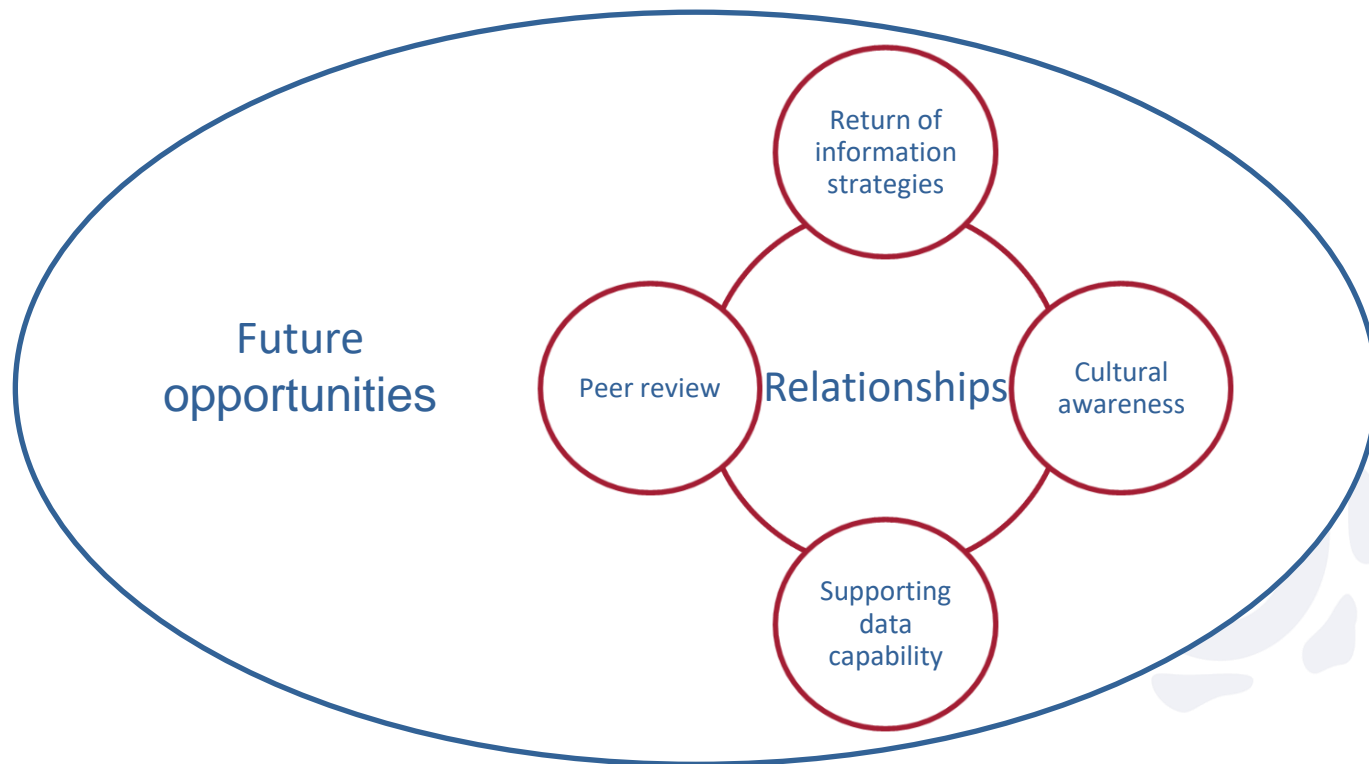 Return of
information
strategies
Future
opportunities
Peer review
Relationships
Cultural
awareness
Supporting
data
capability